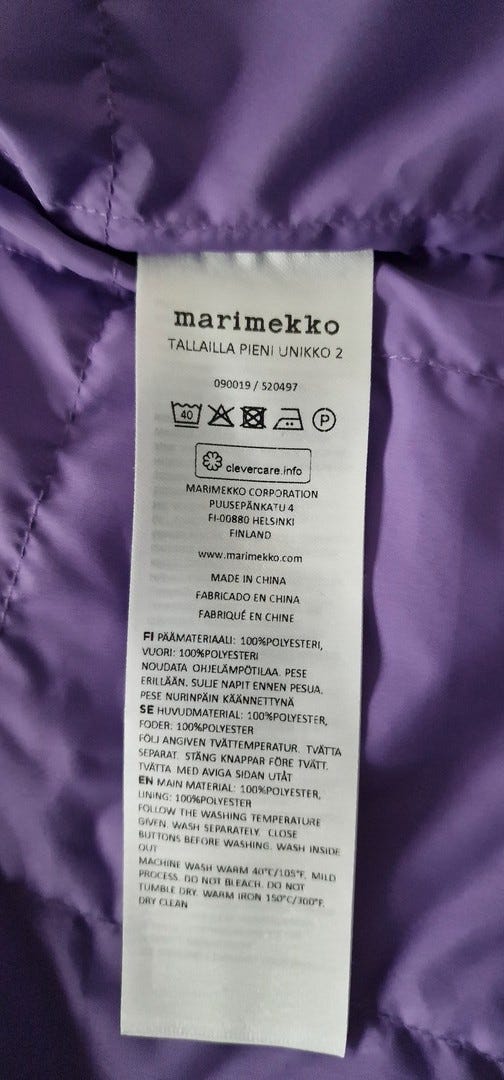 marimekko
TALLAILLA PIENI UNIKKO 2
090019 / 520497
40 P
clevercare.info
MARIMEKKO CORPORATION
PUUSEPÄNKATU 4
FI-00880 HELSINKI
FINLAND
www.marimekko.com
MADE IN CHINA
FABRICADO EN CHINA
FABRIQUÉ EN CHINE
FI PÄÄMATERIAALI: 100%POLYESTERI,
VUORI: 100%POLYESTERI
NOUDATA OHJELÄMPÖTILAA. PESE
ERILLÄÄN. SULJE NAPIT ENNEN PESUA.
PESE NURINPÄIN KÄÄNNETTYNÄ
SE HUVUDMATERIAL: 100%POLYESTER,
FODER: 100%POLYESTER
FÖLJ ANGIVEN TVÄTTEMPERATUR. TVÄTTA
SEPARAT. STÄNG KNAPPAR FÖRE TVÄTT.
TVÄTTA MED AVIGA SIDAN UTÅT
EN MAIN MATERIAL: 100%POLYESTER,
LINING: 100%POLYESTER
FOLLOW THE WASHING TEMPERATURE
GIVEN. WASH SEPARATELY. CLOSE
BUTTONS BEFORE WASHING. WASH INSIDE
OUT
MACHINE WASH WARM 40°C/105°F, MILD
PROCESS. DO NOT BLEACH. DO NOT
TUMBLE DRY. WARM IRON 150°C/300°F.
DRY CLEAN